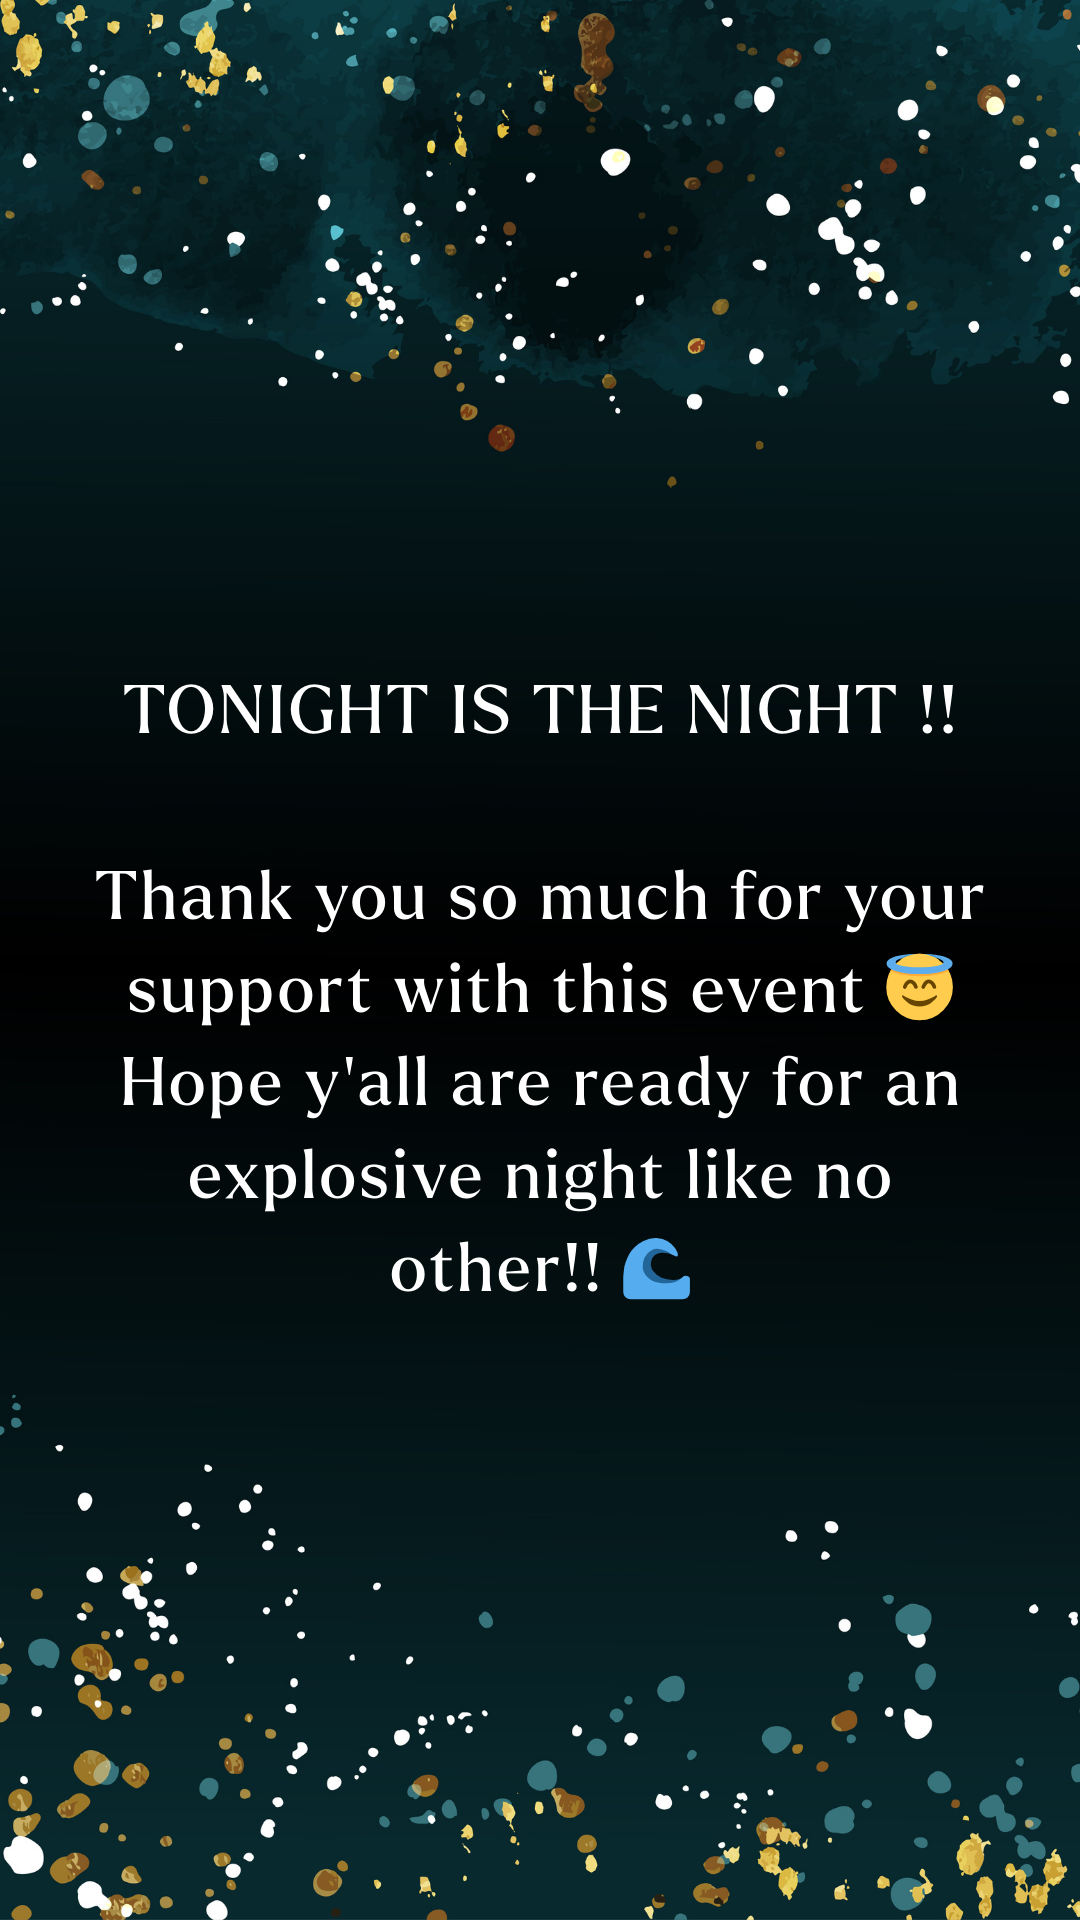 TONIGHT IS THE NIGHT !!
Thank you so much for your
support with this event 😇
Hope y'all are ready for an
explosive night like no
other!! 🌊